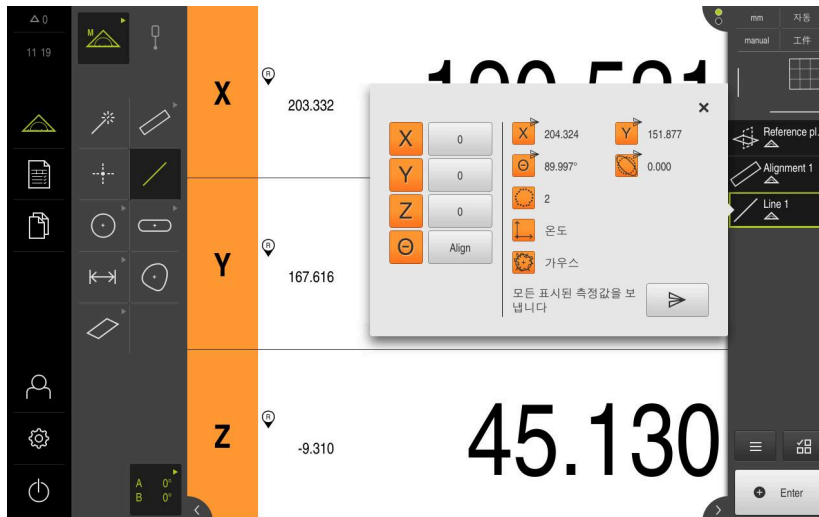 0
11 19
M
A 0°
B 0°
X
R
203.332
Y
R
167.616
Z
R
-9.310
45.130
X 0
Y 0
Z 0
Θ Align
X 204.324
Y 151.877
Θ 89.997°
0.000
2
온도
가우스
모든 표시된 측정값을 보
냅니다
mm 자동
manual 工件
Reference pl.
Alignment 1
Line 1
Enter